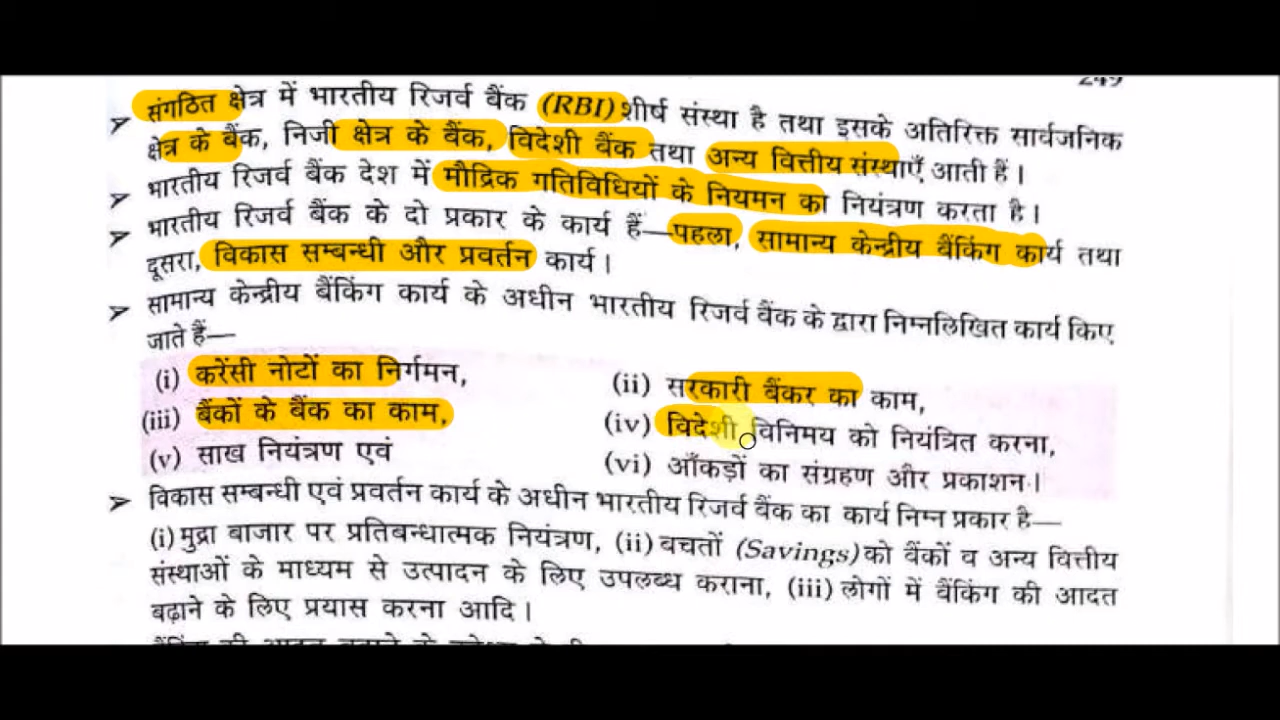 249
➤ संगठित क्षेत्र में भारतीय रिजर्व बैंक (RBI) शीर्ष संस्था है तथा इसके अतिरिक्त सार्वजनिक
क्षेत्र के बैंक, निजी क्षेत्र के बैंक, विदेशी बैंक तथा अन्य वित्तीय संस्थाएँ आती हैं।
➤ भारतीय रिजर्व बैंक देश में मौद्रिक गतिविधियों के नियमन का नियंत्रण करता है।
➤ भारतीय रिजर्व बैंक के दो प्रकार के कार्य हैं—पहला, सामान्य केन्द्रीय बैंकिंग कार्य तथा
दूसरा, विकास सम्बन्धी और प्रवर्तन कार्य।
➤ सामान्य केन्द्रीय बैंकिंग कार्य के अधीन भारतीय रिजर्व बैंक के द्वारा निम्नलिखित कार्य किए
जाते हैं—
(i) करेंसी नोटों का निर्गमन, (ii) सरकारी बैंकर का काम,
(iii) बैंकों के बैंक का काम, (iv) विदेशी विनिमय को नियंत्रित करना,
(v) साख नियंत्रण एवं (vi) आँकड़ों का संग्रहण और प्रकाशन।
➤ विकास सम्बन्धी एवं प्रवर्तन कार्य के अधीन भारतीय रिजर्व बैंक का कार्य निम्न प्रकार है—
(i) मुद्रा बाजार पर प्रतिबन्धात्मक नियंत्रण, (ii) बचतों (Savings) को बैंकों व अन्य वित्तीय
संस्थाओं के माध्यम से उत्पादन के लिए उपलब्ध कराना, (iii) लोगों में बैंकिंग की आदत
बढ़ाने के लिए प्रयास करना आदि।